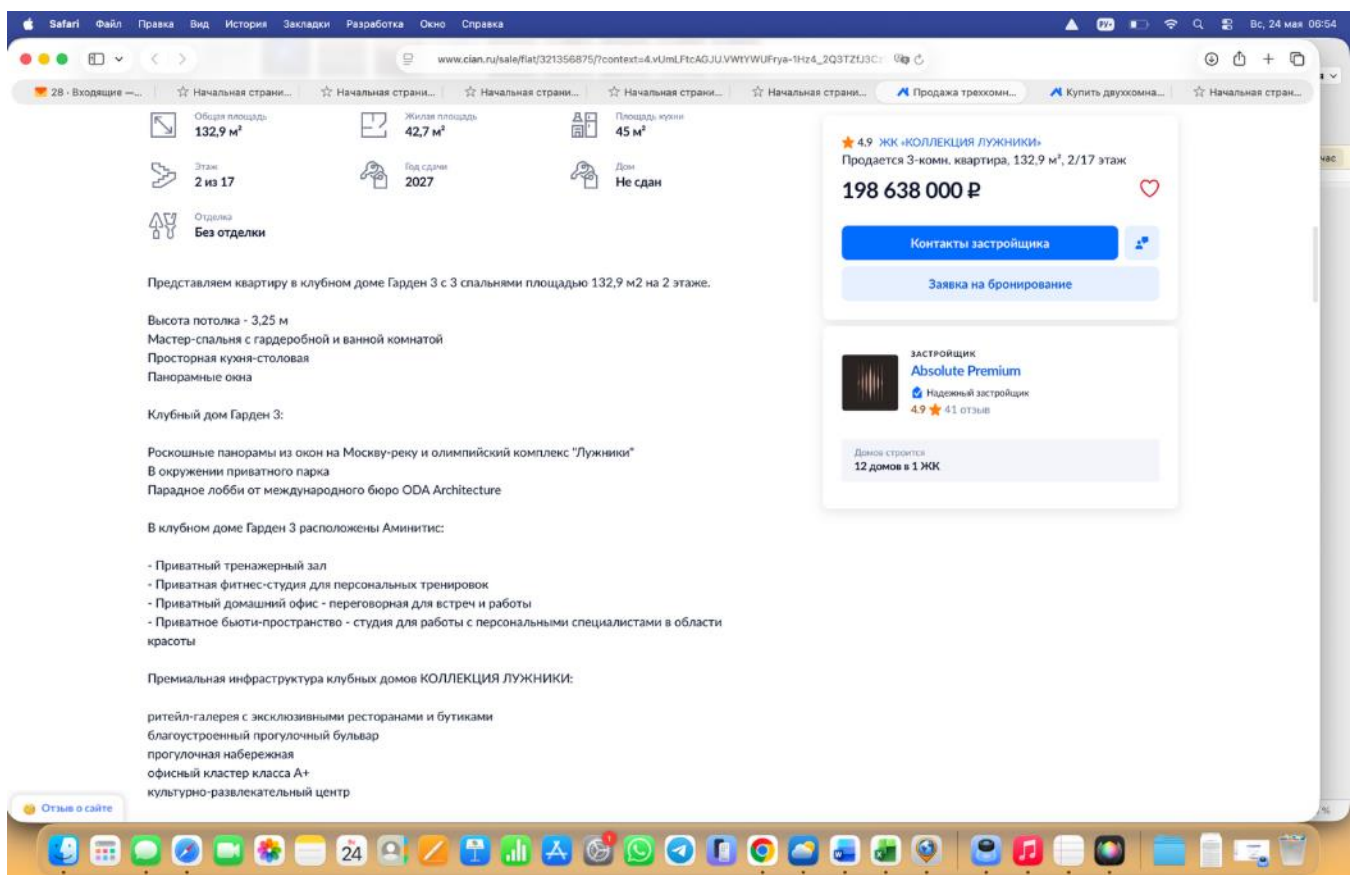 Safari Файл Правка Вид История Закладки Разработка Окно Справка
Вс, 24 мая 06:54
28 · Входящие —...
Начальная страни...
Начальная страни...
Начальная страни...
Начальная страни...
Начальная страни...
Продажа трехкомн...
Купить двухкомна...
Начальная стран...
Общая площадь
132,9 м²
Жилая площадь
42,7 м²
Площадь кухни
45 м²
Этаж
2 из 17
Год сдачи
2027
Дом
Не сдан
Отделка
Без отделки
Представляем квартиру в клубном доме Гарден 3 с 3 спальнями площадью 132,9 м2 на 2 этаже.
Высота потолка - 3,25 м
Мастер-спальня с гардеробной и ванной комнатой
Просторная кухня-столовая
Панорамные окна
Клубный дом Гарден 3:
Роскошные панорамы из окон на Москву-реку и олимпийский комплекс "Лужники"
В окружении приватного парка
Парадное лобби от международного бюро ODA Architecture
В клубном доме Гарден 3 расположены Аминитис:
- Приватный тренажерный зал
- Приватная фитнес-студия для персональных тренировок
- Приватный домашний офис - переговорная для встреч и работы
- Приватное бьюти-пространство - студия для работы с персональными специалистами в области
красоты
Премиальная инфраструктура клубных домов КОЛЛЕКЦИЯ ЛУЖНИКИ:
ритейл-галерея с эксклюзивными ресторанами и бутиками
благоустроенный прогулочный бульвар
прогулочная набережная
офисный кластер класса А+
культурно-развлекательный центр
4.9 ЖК «КОЛЛЕКЦИЯ ЛУЖНИКИ»
Продается 3-комн. квартира, 132,9 м², 2/17 этаж
198 638 000 ₽
Контакты застройщика
Заявка на бронирование
ЗАСТРОЙЩИК
Absolute Premium
Надежный застройщик
4.9 41 отзыв
Домов строится
12 домов в 1 ЖК
час
Отзыв о сайте
24